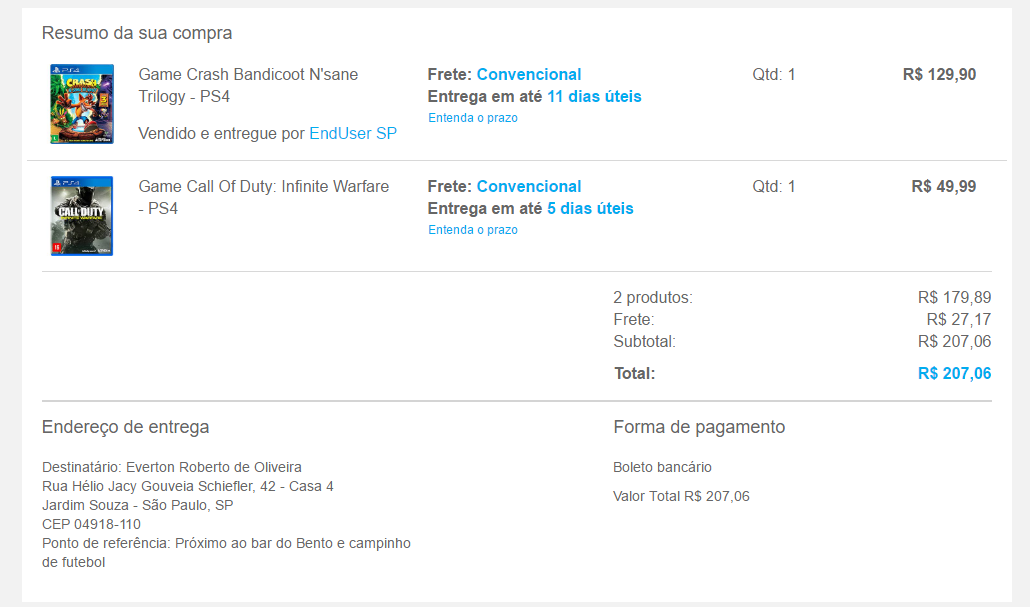 Resumo da sua compra
Game Crash Bandicoot N'sane
Trilogy - PS4
Vendido e entregue por EndUser SP
Frete: Convencional
Entrega em até 11 dias úteis
Entenda o prazo
Qtd: 1
R$ 129,90
PS4
CRASH
Game Call Of Duty: Infinite Warfare
- PS4
Frete: Convencional
Entrega em até 5 dias úteis
Entenda o prazo
Qtd: 1
R$ 49,99
PS4
CALL DUTY
2 produtos: R$ 179,89
Frete: R$ 27,17
Subtotal: R$ 207,06
Total: R$ 207,06
Endereço de entrega
Destinatário: Everton Roberto de Oliveira
Rua Hélio Jacy Gouveia Schiefler, 42 - Casa 4
Jardim Souza - São Paulo, SP
CEP 04918-110
Ponto de referência: Próximo ao bar do Bento e campinho
de futebol
Forma de pagamento
Boleto bancário
Valor Total R$ 207,06